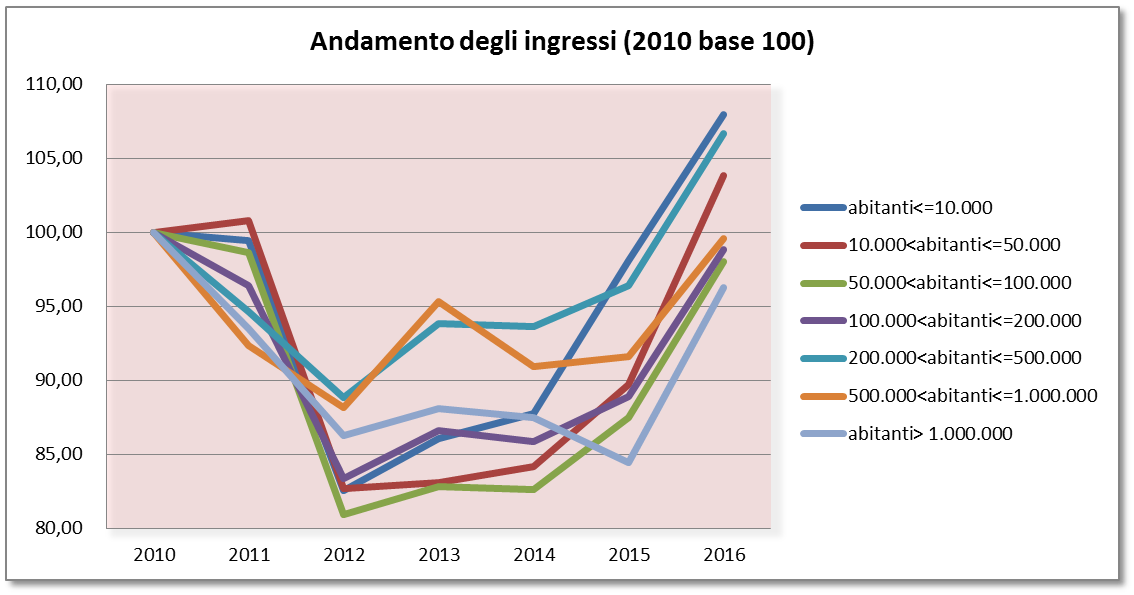 Andamento degli ingressi (2010 base 100)
110,00
105,00
100,00
95,00
90,00
85,00
80,00
2010 2011 2012 2013 2014 2015 2016
abitanti<=10.000
10.000<abitanti<=50.000
50.000<abitanti<=100.000
100.000<abitanti<=200.000
200.000<abitanti<=500.000
500.000<abitanti<=1.000.000
abitanti> 1.000.000